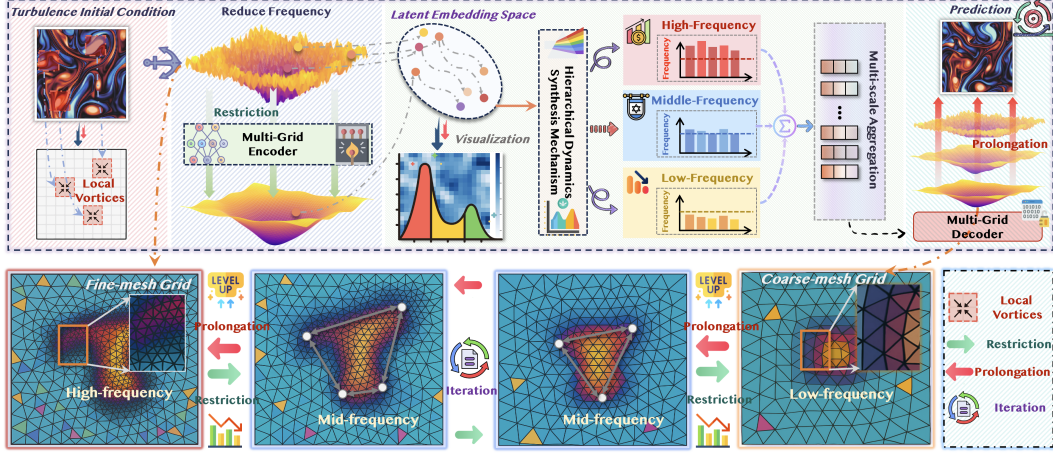 Turbulence Initial Condition
Local
Vortices
Reduce Frequency
Restriction
Multi-Grid
Encoder
Latent Embedding Space
Visualization
Hierarchical Dynamics
Synthesis Mechanism
High-Frequency
Frequency
Middle-Frequency
Frequency
Low-Frequency
Frequency
Σ
Multi-scale Aggregation
Prediction
Prolongation
101010
00010
01010
Multi-Grid
Decoder
Fine-mesh Grid
High-frequency
LEVEL
UP
Prolongation
Restriction
Mid-frequency
Iteration
Mid-frequency
LEVEL
UP
Prolongation
Restriction
Coarse-mesh Grid
Low-frequency
Local
Vortices
Restriction
Prolongation
Iteration